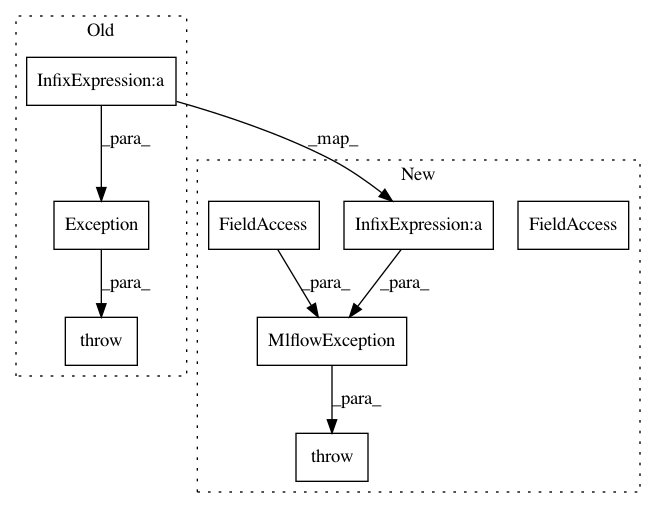 Old
InfixExpression:a
_para_
_map_
New
Exception
FieldAccess
InfixExpression:a
FieldAccess
_para_
_para_
_para_
throw
MlflowException
_para_
throw